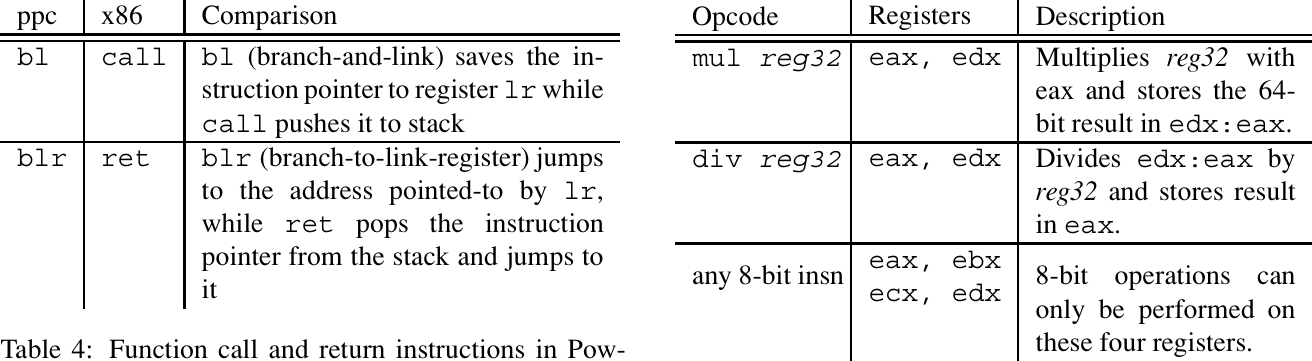 ppc x86 Comparison
bl call bl (branch-and-link) saves the in-
struction pointer to register lr while
call pushes it to stack
blr ret blr (branch-to-link-register) jumps
to the address pointed-to by lr,
while ret pops the instruction
pointer from the stack and jumps to
it
Table 4: Function call and return instructions in Pow-
Opcode Registers Description
mul reg32 eax, edx Multiplies reg32 with
eax and stores the 64-
bit result in edx:eax.
div reg32 eax, edx Divides edx:eax by
reg32 and stores result
in eax.
any 8-bit insn eax, ebx 8-bit operations can
ecx, edx only be performed on
these four registers.